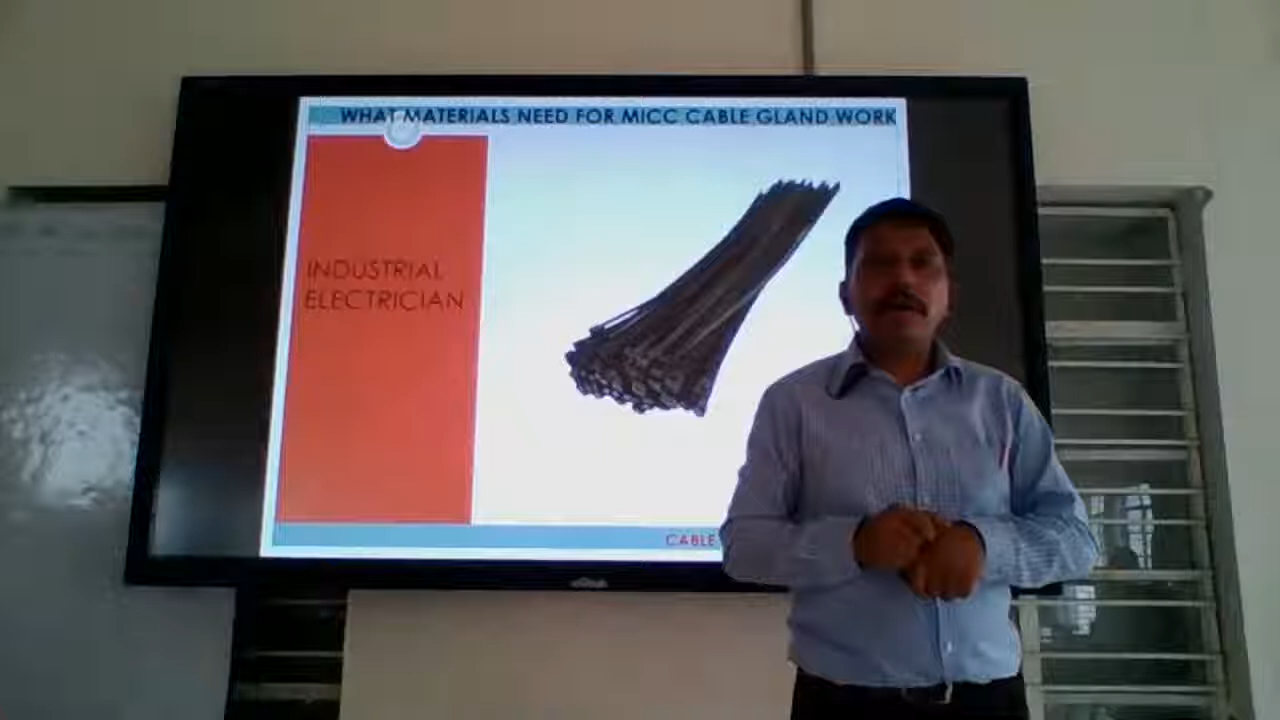 WHAT MATERIALS NEED FOR MICC CABLE GLAND WORK
INDUSTRIAL
ELECTRICIAN
CABLE